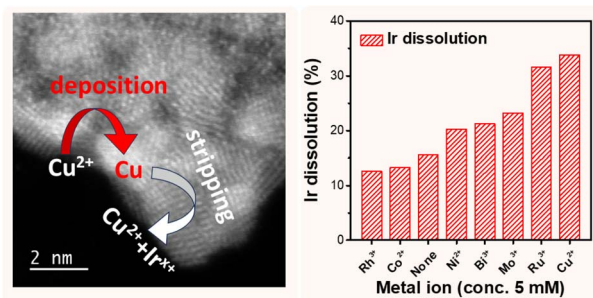 deposition
Cu²⁺
Cu
stripping
Cu²⁺+Irˣ⁺
2 nm
Ir dissolution
Ir dissolution (%)
40
30
20
10
0
Rh³⁺
Co²⁺
None
Ni²⁺
Bi³⁺
Mo³⁺
Ru³⁺
Cu²⁺
Metal ion (conc. 5 mM)